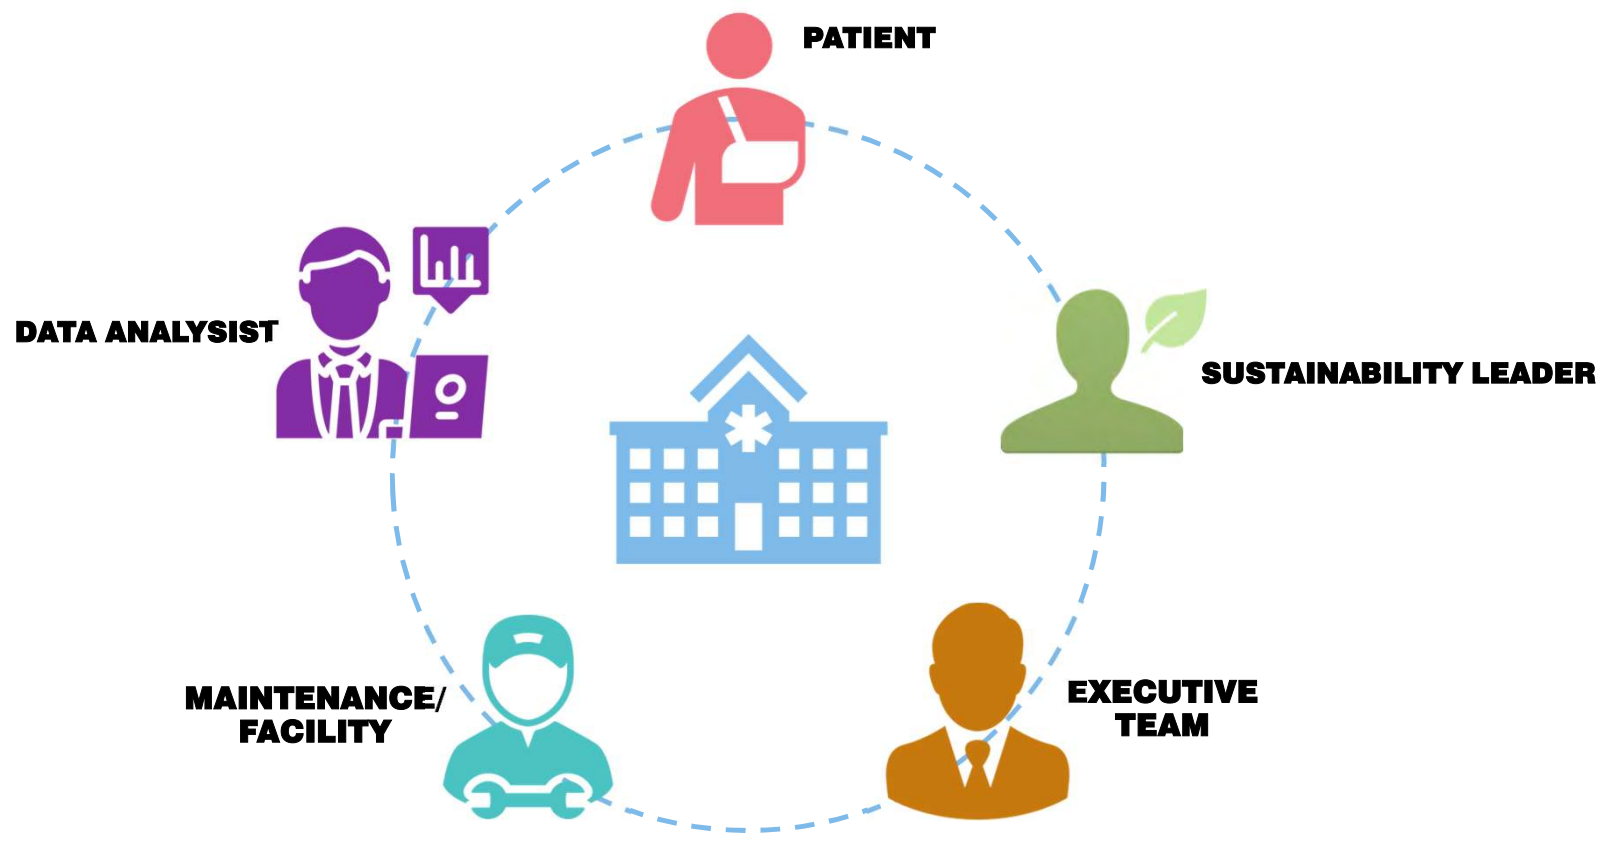 PATIENT
DATA ANALYSIST
SUSTAINABILITY LEADER
MAINTENANCE/
FACILITY
EXECUTIVE
TEAM